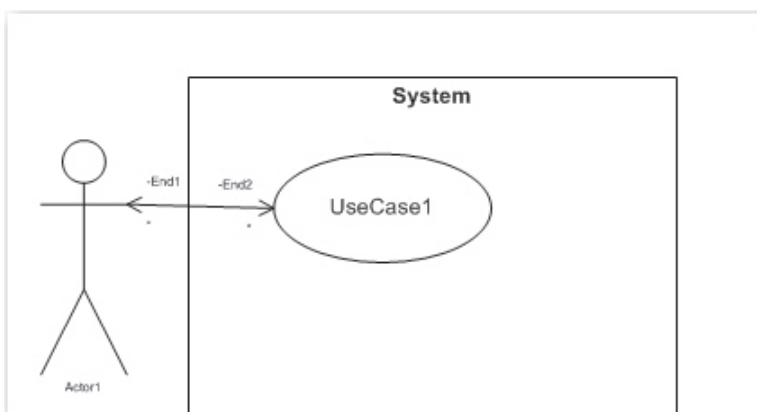 System
-End1
-End2
UseCase1
*
*
Actor1